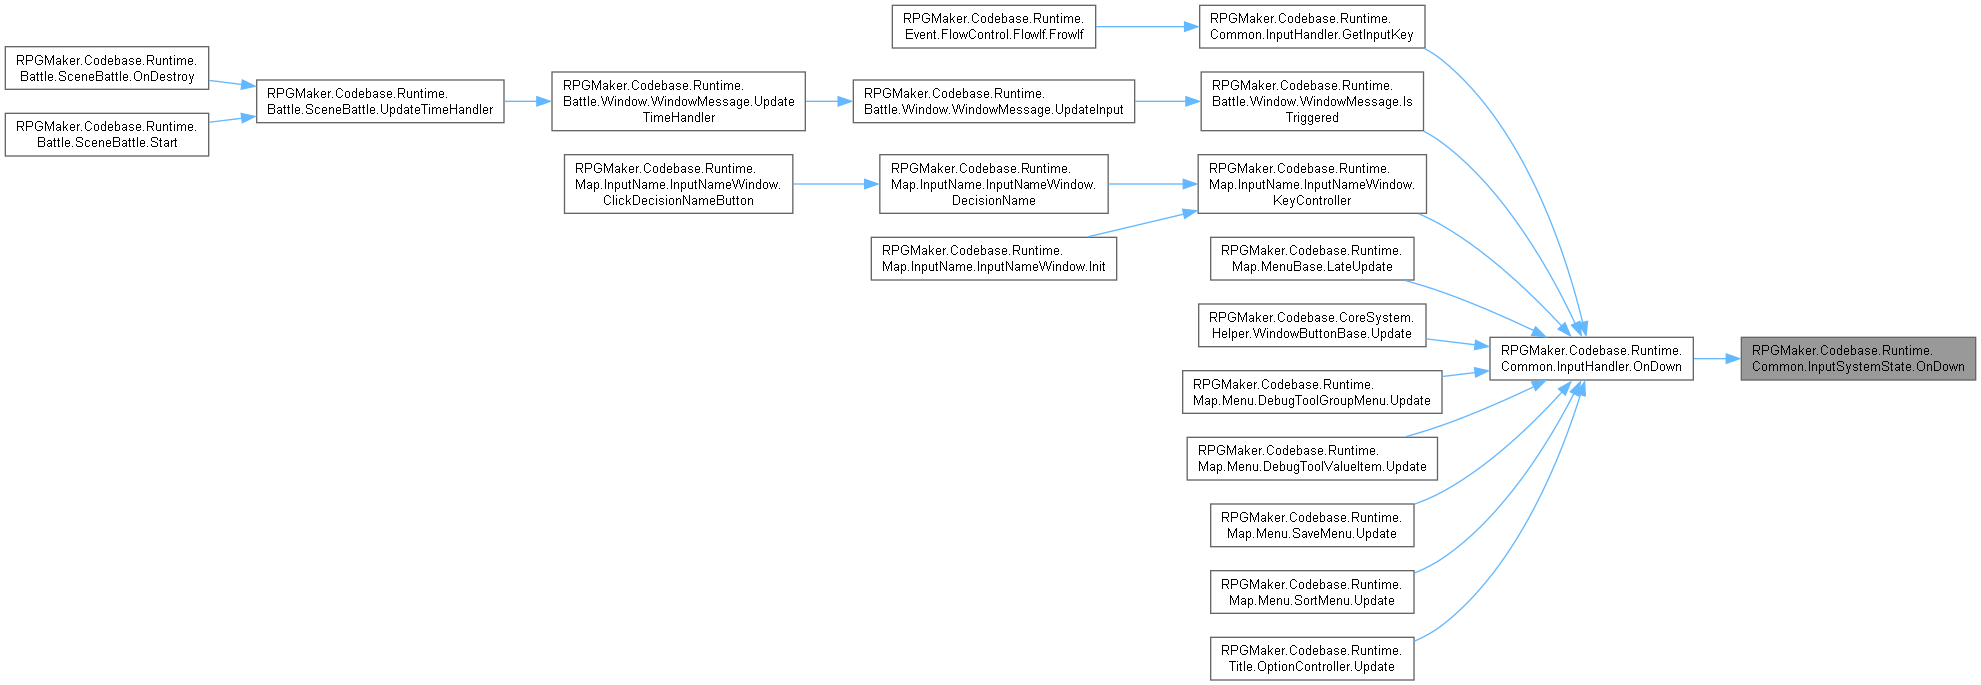 RPGMaker.Codebase.Runtime.
Battle.SceneBattle.OnDestroy
RPGMaker.Codebase.Runtime.
Battle.SceneBattle.Start
RPGMaker.Codebase.Runtime.
Battle.SceneBattle.UpdateTimeHandler
RPGMaker.Codebase.Runtime.
Battle.Window.WindowMessage.Update
TimeHandler
RPGMaker.Codebase.Runtime.
Map.InputName.InputNameWindow.
ClickDecisionNameButton
RPGMaker.Codebase.Runtime.
Event.FlowControl.FlowIf.FrowIf
RPGMaker.Codebase.Runtime.
Battle.Window.WindowMessage.UpdateInput
RPGMaker.Codebase.Runtime.
Map.InputName.InputNameWindow.
DecisionName
RPGMaker.Codebase.Runtime.
Map.InputName.InputNameWindow.Init
RPGMaker.Codebase.Runtime.
Common.InputHandler.GetInputKey
RPGMaker.Codebase.Runtime.
Battle.Window.WindowMessage.Is
Triggered
RPGMaker.Codebase.Runtime.
Map.InputName.InputNameWindow.
KeyController
RPGMaker.Codebase.Runtime.
Map.MenuBase.LateUpdate
RPGMaker.Codebase.CoreSystem.
Helper.WindowButtonBase.Update
RPGMaker.Codebase.Runtime.
Map.Menu.DebugToolGroupMenu.Update
RPGMaker.Codebase.Runtime.
Map.Menu.DebugToolValueItem.Update
RPGMaker.Codebase.Runtime.
Map.Menu.SaveMenu.Update
RPGMaker.Codebase.Runtime.
Map.Menu.SortMenu.Update
RPGMaker.Codebase.Runtime.
Title.OptionController.Update
RPGMaker.Codebase.Runtime.
Common.InputHandler.OnDown
RPGMaker.Codebase.Runtime.
Common.InputSystemState.OnDown